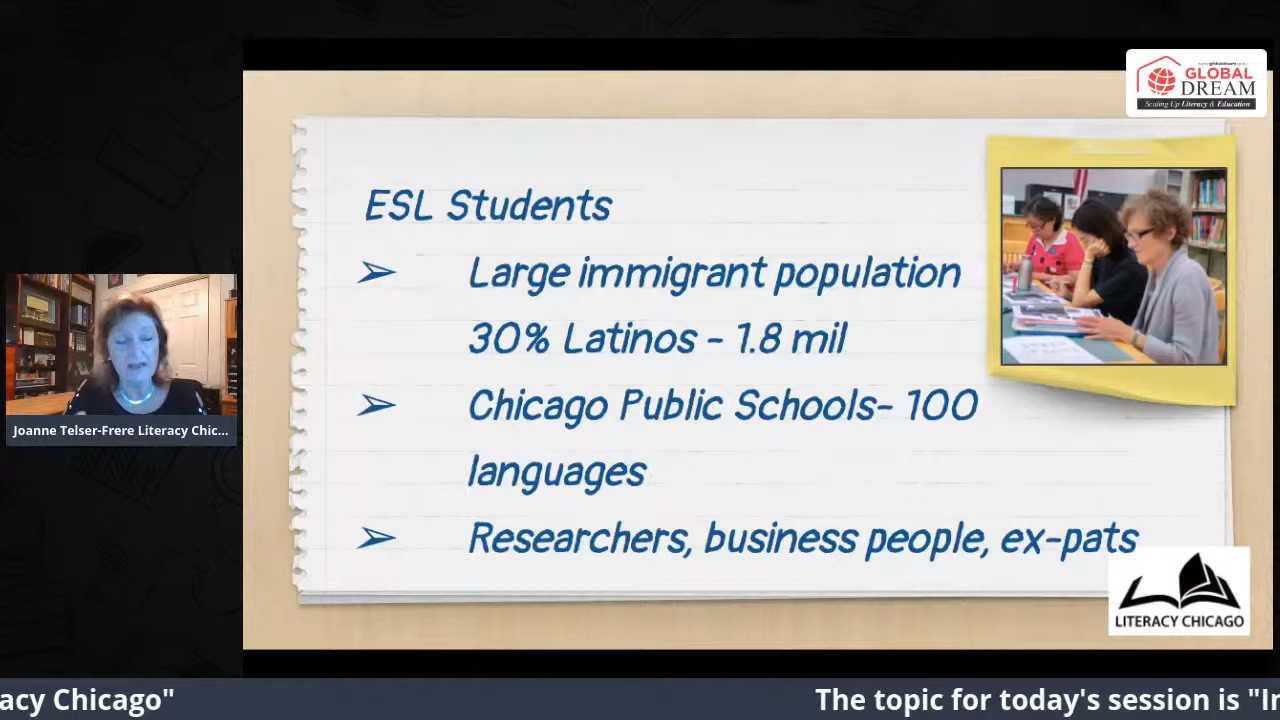 GLOBAL
DREAM
Scaling Up Literacy & Education
ESL Students
➢ Large immigrant population
30% Latinos - 1.8 mil
➢ Chicago Public Schools- 100
languages
➢ Researchers, business people, ex-pats
Joanne Telser-Frere Literacy Chic...
LITERACY CHICAGO
acy Chicago" The topic for today's session is "Ir